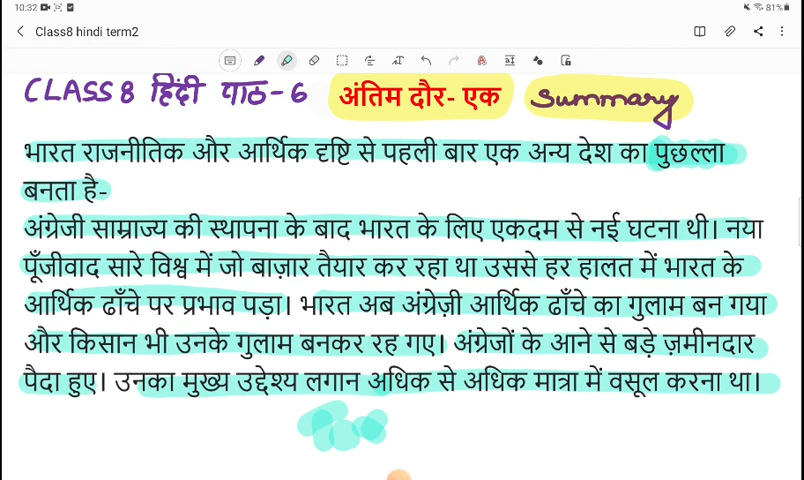 10:32 81%
Class8 hindi term2
CLASS 8 हिंदी पाठ-6 अंतिम दौर- एक Summary
भारत राजनीतिक और आर्थिक दृष्टि से पहली बार एक अन्य देश का पुछल्ला
बनता है-
अंग्रेजी साम्राज्य की स्थापना के बाद भारत के लिए एकदम से नई घटना थी। नया
पूँजीवाद सारे विश्व में जो बाज़ार तैयार कर रहा था उससे हर हालत में भारत के
आर्थिक ढाँचे पर प्रभाव पड़ा। भारत अब अंग्रेज़ी आर्थिक ढाँचे का गुलाम बन गया
और किसान भी उनके गुलाम बनकर रह गए। अंग्रेजों के आने से बड़े ज़मीनदार
पैदा हुए। उनका मुख्य उद्देश्य लगान अधिक से अधिक मात्रा में वसूल करना था।